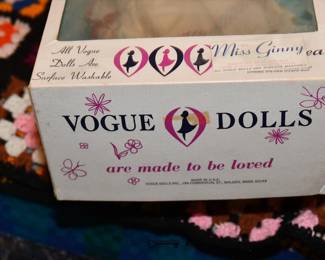 All Vogue
Dolls Are
Surface Washable
Miss Ginny
VOGUE DOLLS
are made to be loved
MADE IN U.S.A.